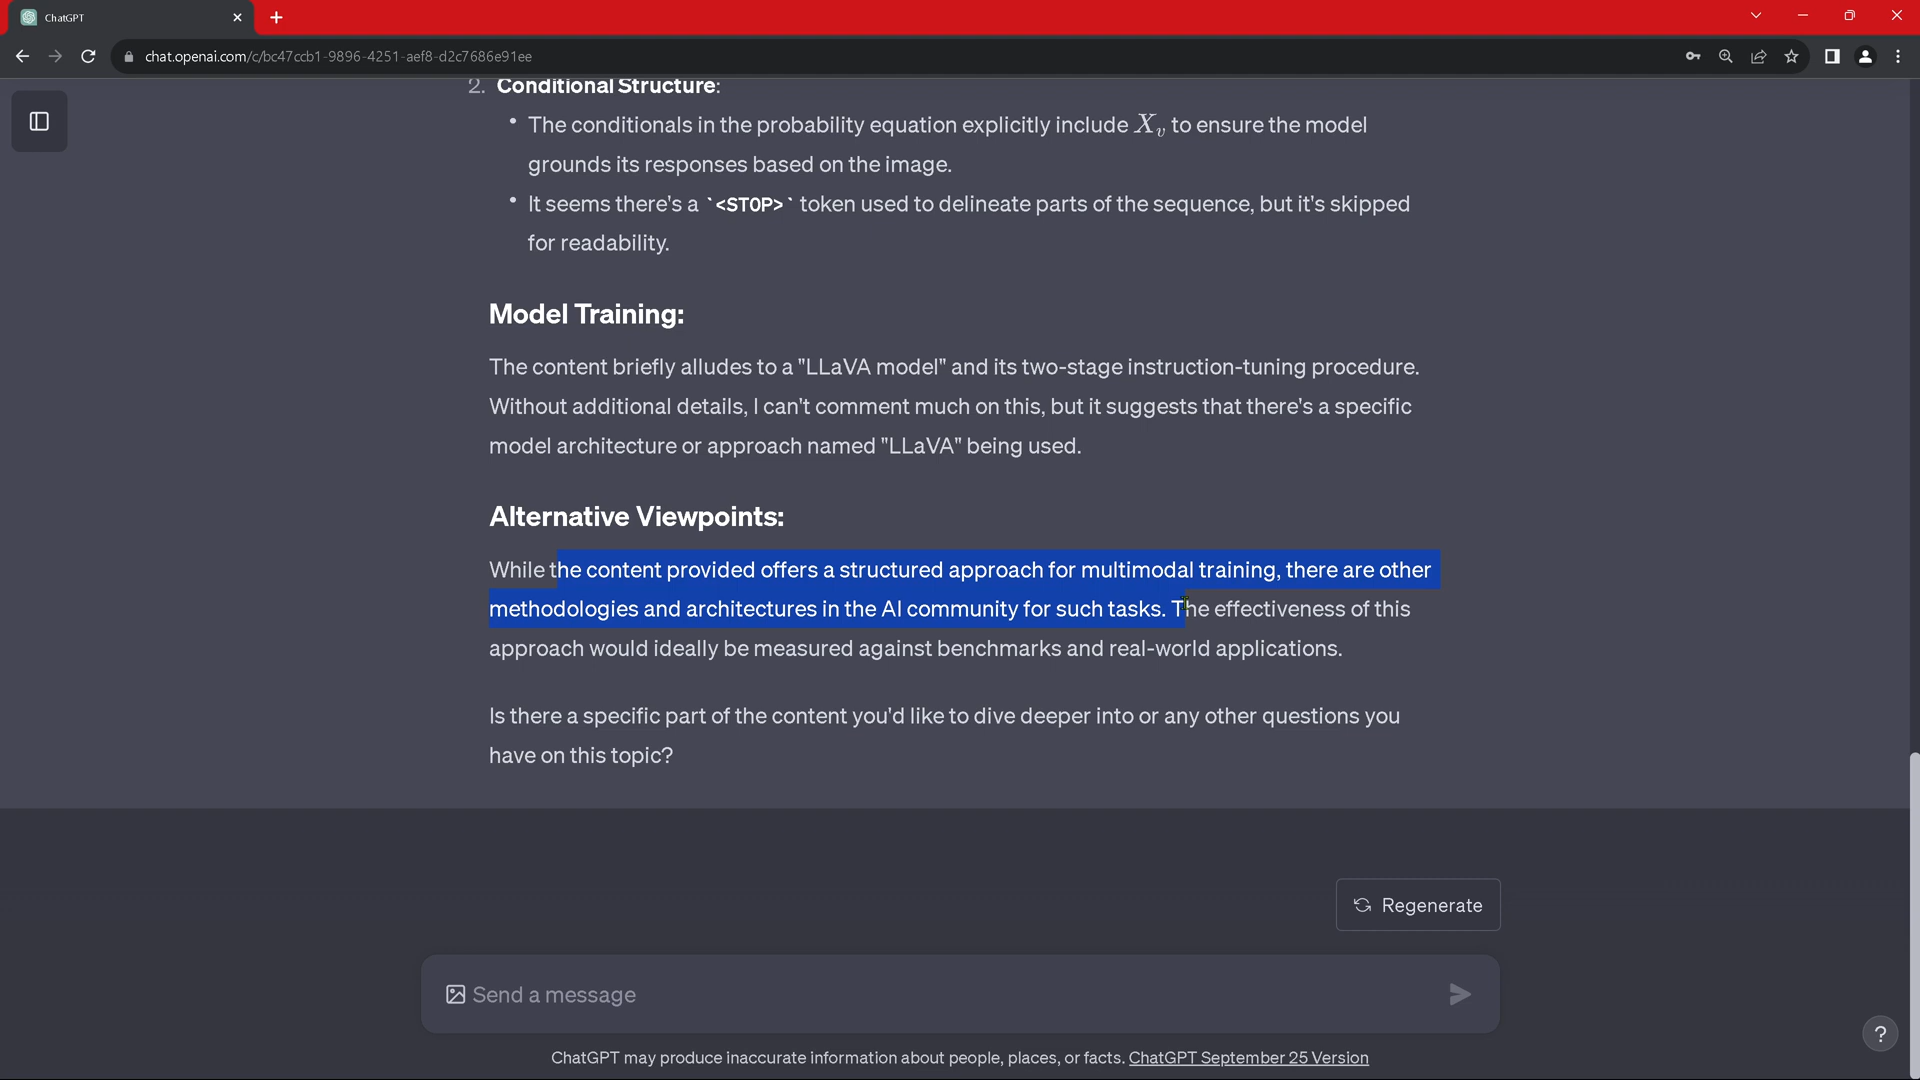 ChatGPT
chat.openai.com/c/bc47ccb1-9896-4251-aef8-d2c7686e91ee
2. Conditional Structure:
• The conditionals in the probability equation explicitly include Xᵥ to ensure the model
grounds its responses based on the image.
• It seems there's a `<STOP>` token used to delineate parts of the sequence, but it's skipped
for readability.
Model Training:
The content briefly alludes to a "LLaVA model" and its two-stage instruction-tuning procedure.
Without additional details, I can't comment much on this, but it suggests that there's a specific
model architecture or approach named "LLaVA" being used.
Alternative Viewpoints:
While the content provided offers a structured approach for multimodal training, there are other
methodologies and architectures in the AI community for such tasks. The effectiveness of this
approach would ideally be measured against benchmarks and real-world applications.
Is there a specific part of the content you'd like to dive deeper into or any other questions you
have on this topic?
Regenerate
Send a message
?
ChatGPT may produce inaccurate information about people, places, or facts. ChatGPT September 25 Version